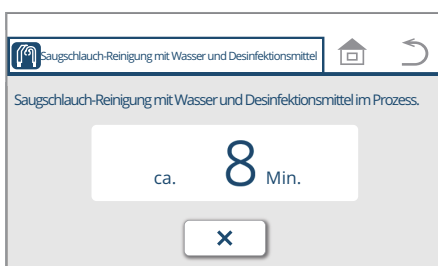 Saugschlauch-Reinigung mit Wasser und Desinfektionsmittel
Saugschlauch-Reinigung mit Wasser und Desinfektionsmittel im Prozess.
ca. 8 Min.